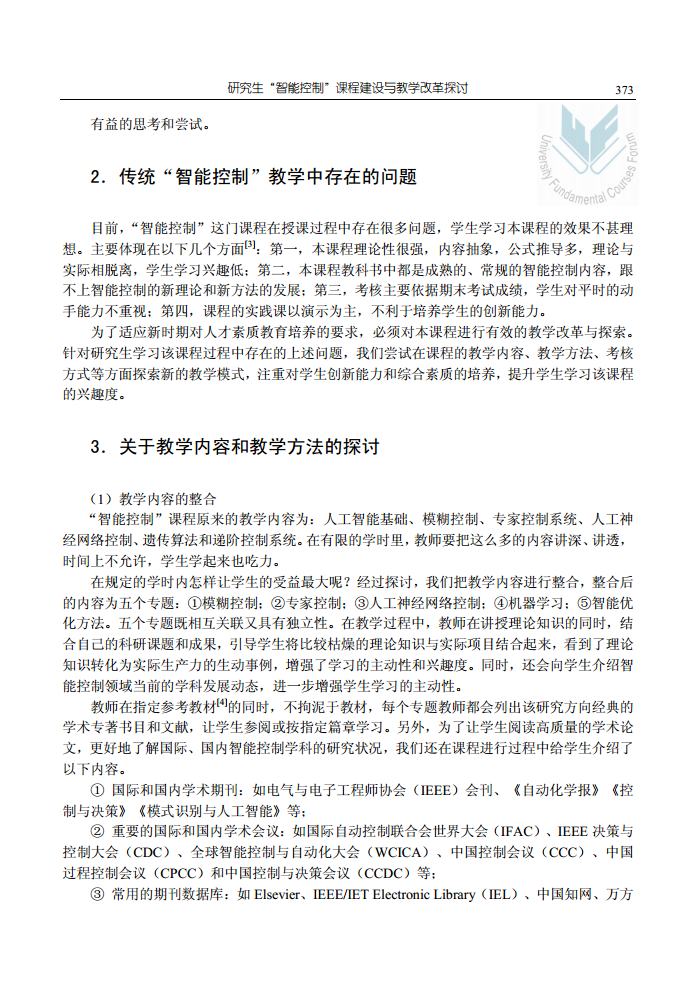 研究生“智能控制”课程建设与教学改革探讨 373
University Fundamental Courses Forum
有益的思考和尝试。
2．传统“智能控制”教学中存在的问题
目前，“智能控制”这门课程在授课过程中存在很多问题，学生学习本课程的效果不甚理
想。主要体现在以下几个方面[3]：第一，本课程理论性很强，内容抽象，公式推导多，理论与
实际相脱离，学生学习兴趣低；第二，本课程教科书中都是成熟的、常规的智能控制内容，跟
不上智能控制的新理论和新方法的发展；第三，考核主要依据期末考试成绩，学生对平时的动
手能力不重视；第四，课程的实践课以演示为主，不利于培养学生的创新能力。
为了适应新时期对人才素质教育培养的要求，必须对本课程进行有效的教学改革与探索。
针对研究生学习该课程过程中存在的上述问题，我们尝试在课程的教学内容、教学方法、考核
方式等方面探索新的教学模式，注重对学生创新能力和综合素质的培养，提升学生学习该课程
的兴趣度。
3．关于教学内容和教学方法的探讨
（1）教学内容的整合
“智能控制”课程原来的教学内容为：人工智能基础、模糊控制、专家控制系统、人工神
经网络控制、遗传算法和递阶控制系统。在有限的学时里，教师要把这么多的内容讲深、讲透，
时间上不允许，学生学起来也吃力。
在规定的学时内怎样让学生的受益最大呢？经过探讨，我们把教学内容进行整合，整合后
的内容为五个专题：①模糊控制；②专家控制；③人工神经网络控制；④机器学习；⑤智能优
化方法。五个专题既相互关联又具有独立性。在教学过程中，教师在讲授理论知识的同时，结
合自己的科研课题和成果，引导学生将比较枯燥的理论知识与实际项目结合起来，看到了理论
知识转化为实际生产力的生动事例，增强了学习的主动性和兴趣度。同时，还会向学生介绍智
能控制领域当前的学科发展动态，进一步增强学生学习的主动性。
教师在指定参考教材[4]的同时，不拘泥于教材，每个专题教师都会列出该研究方向经典的
学术专著书目和文献，让学生参阅或按指定篇章学习。另外，为了让学生阅读高质量的学术论
文，更好地了解国际、国内智能控制学科的研究状况，我们还在课程进行过程中给学生介绍了
以下内容。
① 国际和国内学术期刊：如电气与电子工程师协会（IEEE）会刊、《自动化学报》《控
制与决策》《模式识别与人工智能》等；
② 重要的国际和国内学术会议：如国际自动控制联合会世界大会（IFAC）、IEEE 决策与
控制大会（CDC）、全球智能控制与自动化大会（WCICA）、中国控制会议（CCC）、中国
过程控制会议（CPCC）和中国控制与决策会议（CCDC）等；
③ 常用的期刊数据库：如 Elsevier、IEEE/IET Electronic Library（IEL）、中国知网、万方